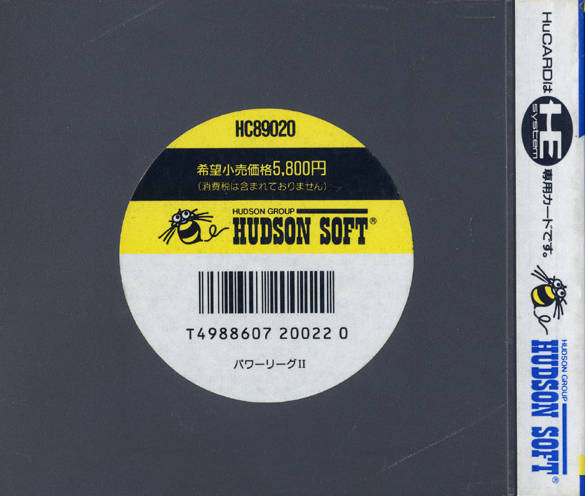 HC89020
希望小売価格5,800円
(消費税は含まれておりません)
HUDSON GROUP
HUDSON SOFT®
T4988607 20022 0
パワーリーグII
HuCARDは HE system 専用カードです。
HUDSON GROUP
HUDSON SOFT®